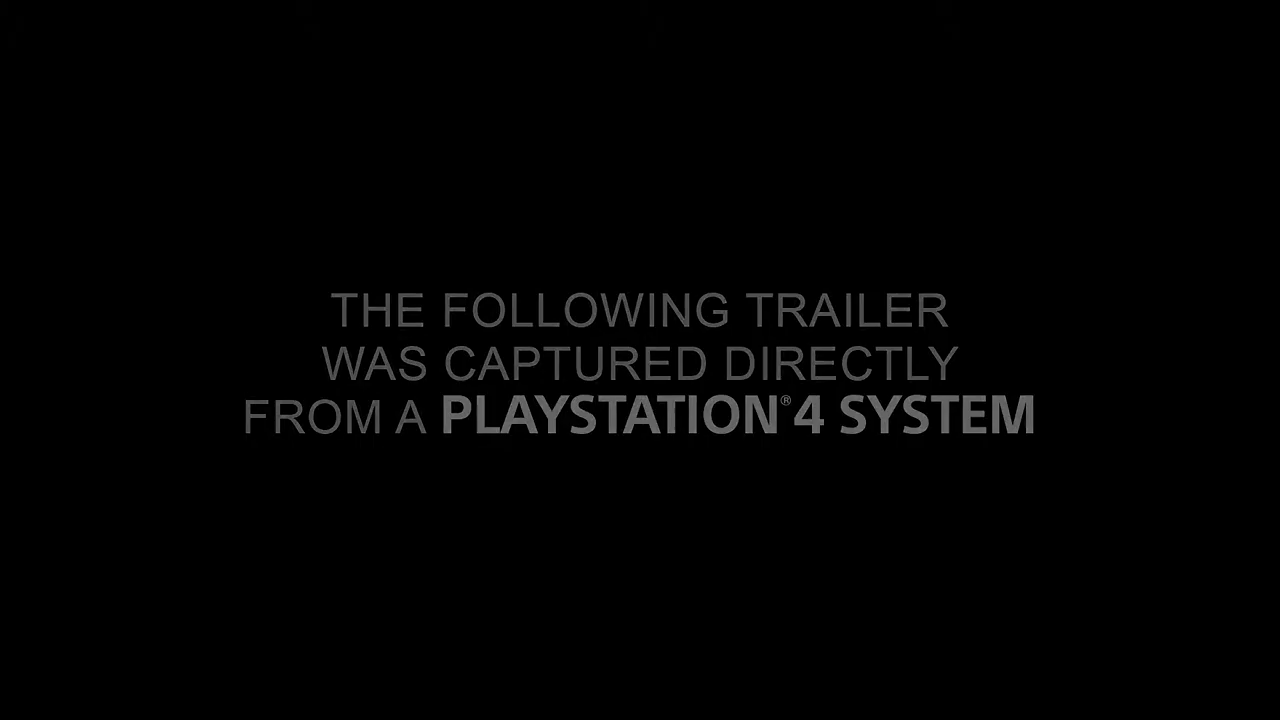 THE FOLLOWING TRAILER
WAS CAPTURED DIRECTLY
FROM A PLAYSTATION®4 SYSTEM